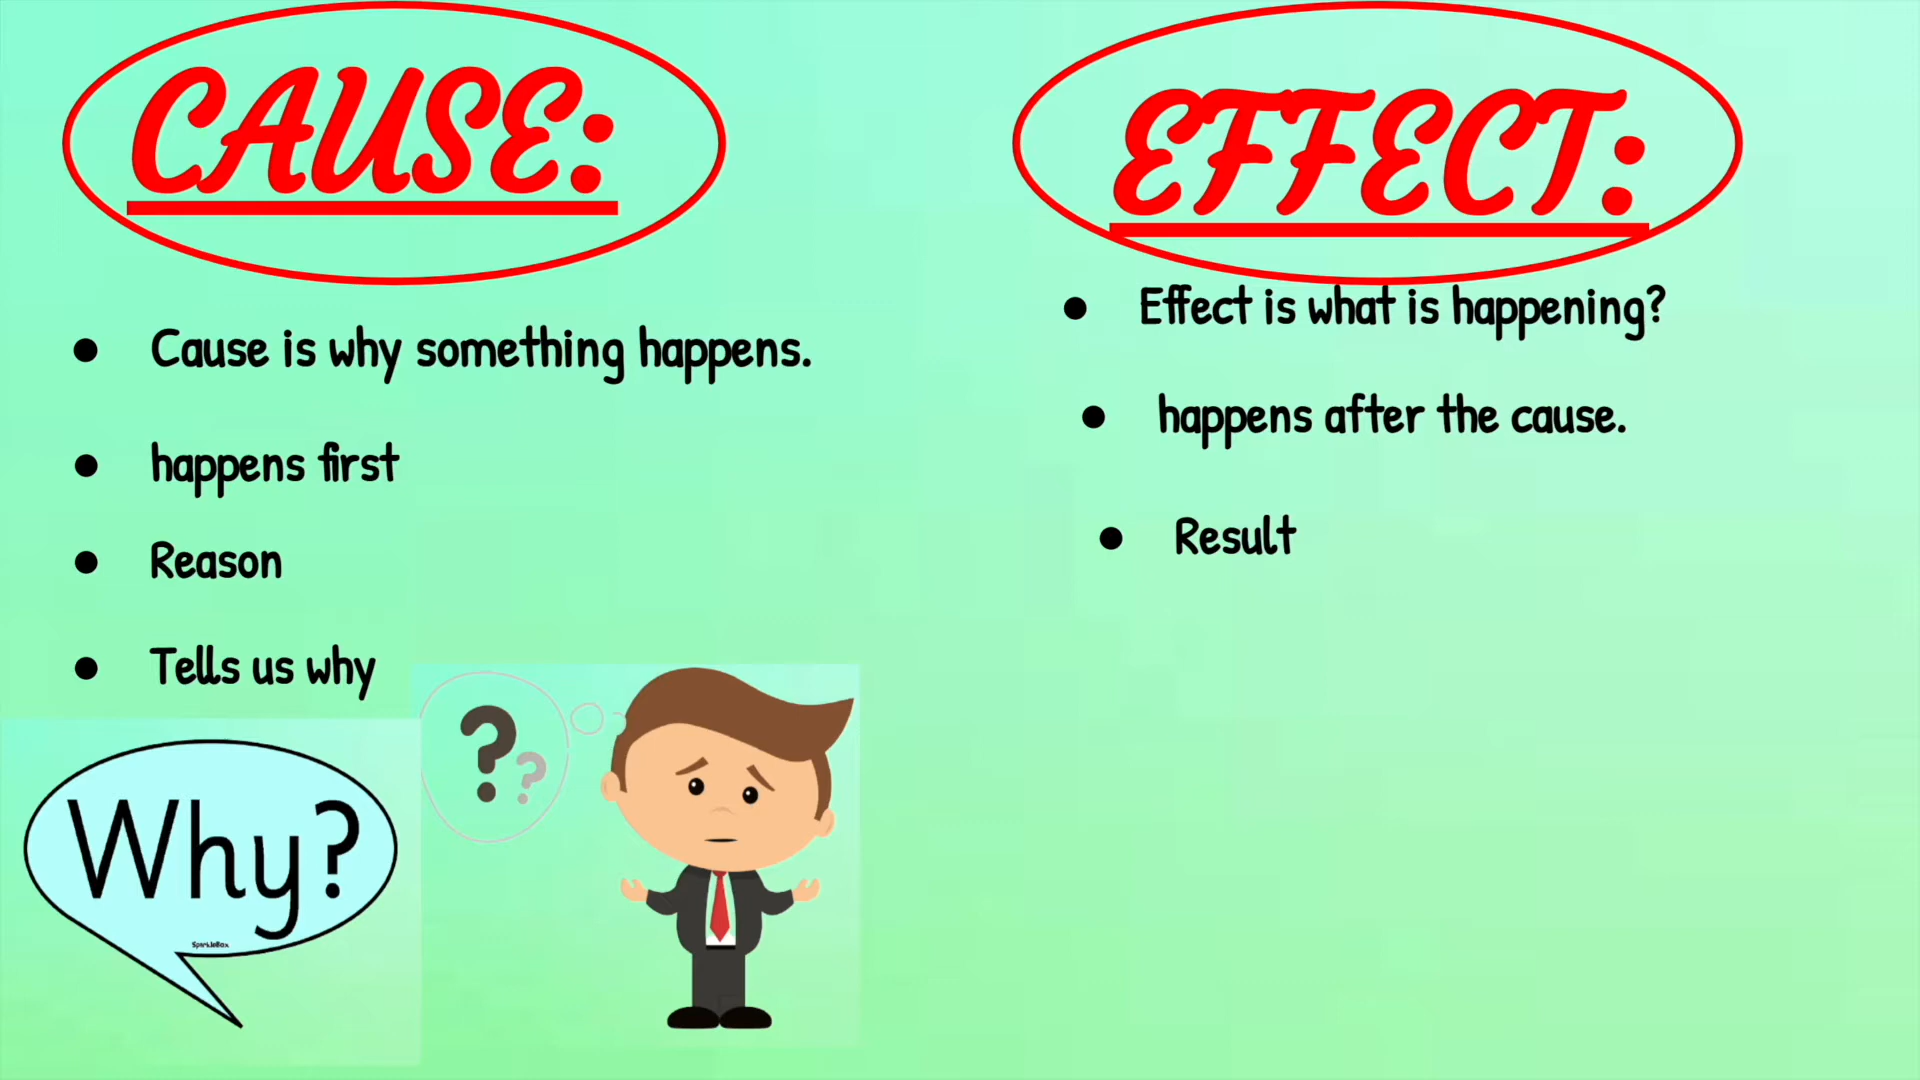 CAUSE:
• Cause is why something happens.
• happens first
• Reason
• Tells us why
Why?
SparkleBox
??
EFFECT:
• Effect is what is happening?
• happens after the cause.
• Result